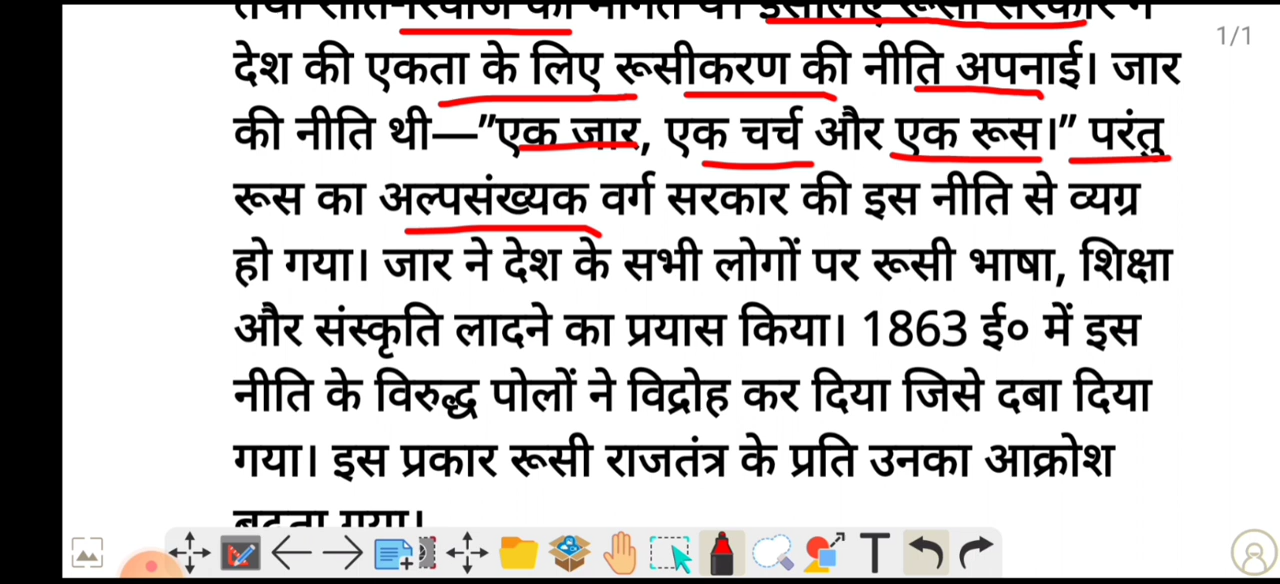 1/1
देश की एकता के लिए रूसीकरण की नीति अपनाई। जार
की नीति थी—"एक जार, एक चर्च और एक रूस।" परंतु
रूस का अल्पसंख्यक वर्ग सरकार की इस नीति से व्यग्र
हो गया। जार ने देश के सभी लोगों पर रूसी भाषा, शिक्षा
और संस्कृति लादने का प्रयास किया। 1863 ई० में इस
नीति के विरुद्ध पोलों ने विद्रोह कर दिया जिसे दबा दिया
गया। इस प्रकार रूसी राजतंत्र के प्रति उनका आक्रोश
T